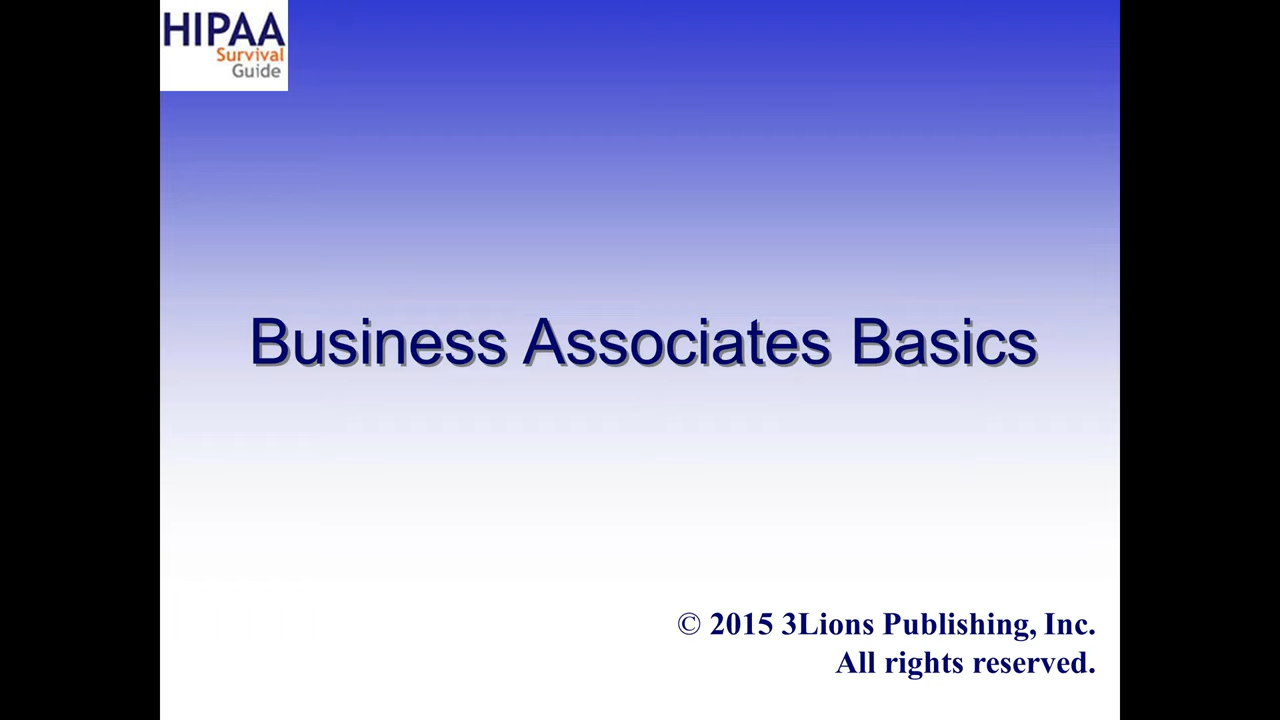 HIPAA
Survival
Guide
Business Associates Basics
© 2015 3Lions Publishing, Inc.
All rights reserved.